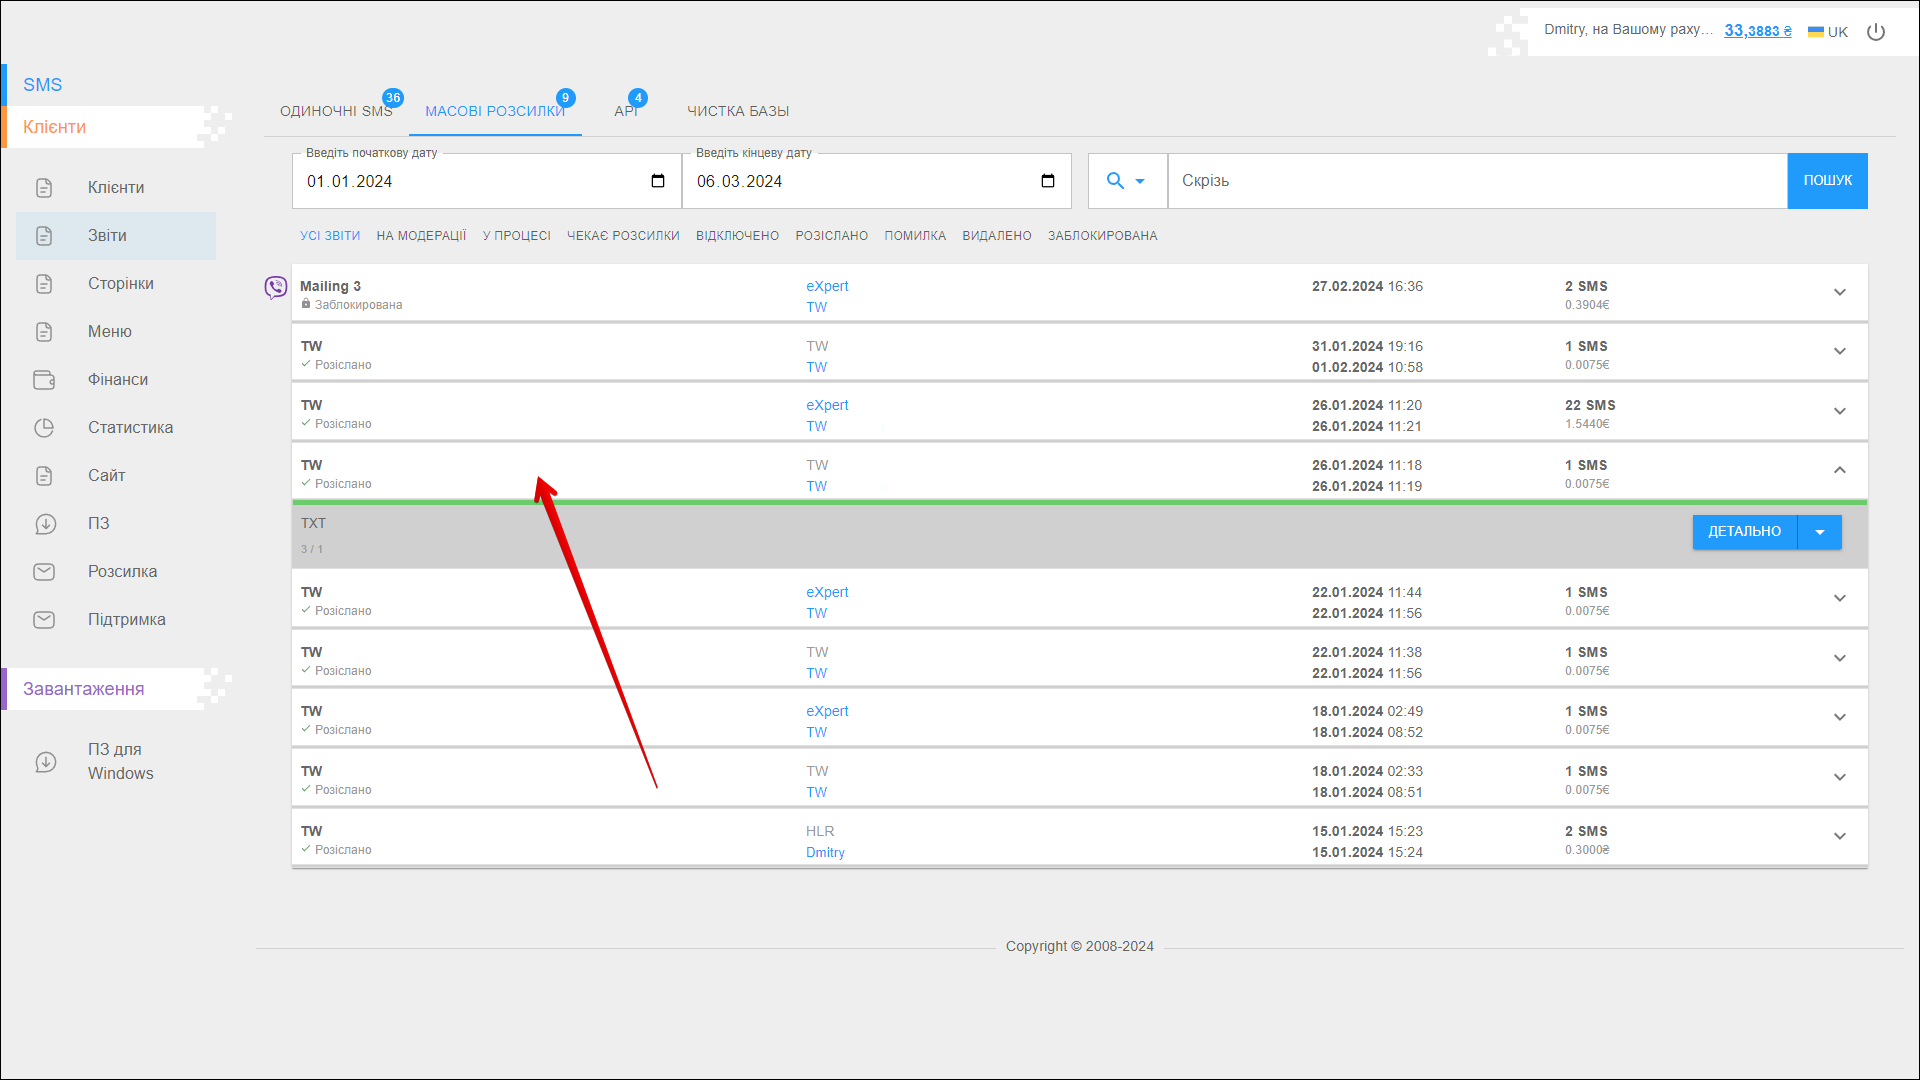 Dmitry, на Вашому раху... 33,3883 ₴ UK
SMS
Клієнти
Клієнти
Звіти
Сторінки
Меню
Фінанси
Статистика
Сайт
ПЗ
Розсилка
Підтримка
Завантаження
ПЗ для
Windows
ОДИНОЧНІ SMS 36 МАСОВІ РОЗСИЛКИ 9 API 4 ЧИСТКА БАЗЫ
Введіть початкову дату Введіть кінцеву дату
01.01.2024 06.03.2024 Скрізь ПОШУК
УСІ ЗВІТИ НА МОДЕРАЦІЇ У ПРОЦЕСІ ЧЕКАЄ РОЗСИЛКИ ВІДКЛЮЧЕНО РОЗІСЛАНО ПОМИЛКА ВИДАЛЕНО ЗАБЛОКИРОВАНА
Mailing 3 eXpert 27.02.2024 16:36 2 SMS
Заблокирована TW 0.3904€
TW TW 31.01.2024 19:16 1 SMS
Розіслано TW 01.02.2024 10:58 0.0075€
TW eXpert 26.01.2024 11:20 22 SMS
Розіслано TW 26.01.2024 11:21 1.5440€
TW TW 26.01.2024 11:18 1 SMS
Розіслано TW 26.01.2024 11:19 0.0075€
TXT ДЕТАЛЬНО
3 / 1
TW eXpert 22.01.2024 11:44 1 SMS
Розіслано TW 22.01.2024 11:56 0.0075€
TW TW 22.01.2024 11:38 1 SMS
Розіслано TW 22.01.2024 11:56 0.0075€
TW eXpert 18.01.2024 02:49 1 SMS
Розіслано TW 18.01.2024 08:52 0.0075€
TW TW 18.01.2024 02:33 1 SMS
Розіслано TW 18.01.2024 08:51 0.0075€
TW HLR 15.01.2024 15:23 2 SMS
Розіслано Dmitry 15.01.2024 15:24 0.3000₴
Copyright © 2008-2024